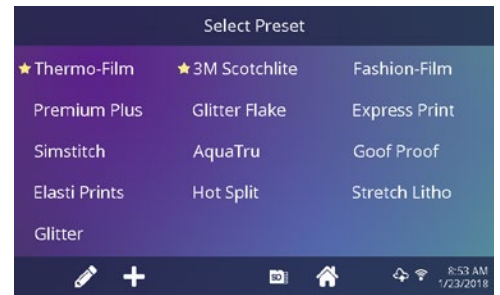 Select Preset
Thermo-Film 3M Scotchlite Fashion-Film
Premium Plus Glitter Flake Express Print
Simstitch AquaTru Goof Proof
Elasti Prints Hot Split Stretch Litho
Glitter
SD 8:53 AM
1/23/2018